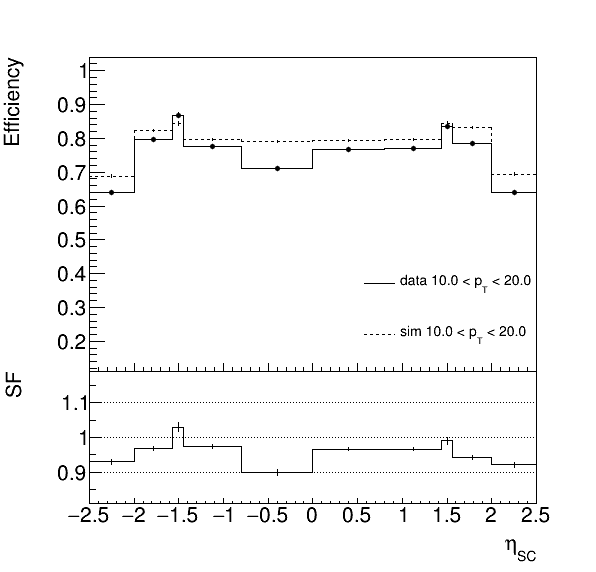 Efficiency
1
0.9
0.8
0.7
0.6
0.5
0.4
0.3
0.2
data 10.0 < p_T < 20.0
sim 10.0 < p_T < 20.0
SF
1.1
1
0.9
−2.5 −2 −1.5 −1 −0.5 0 0.5 1 1.5 2 2.5
η_SC